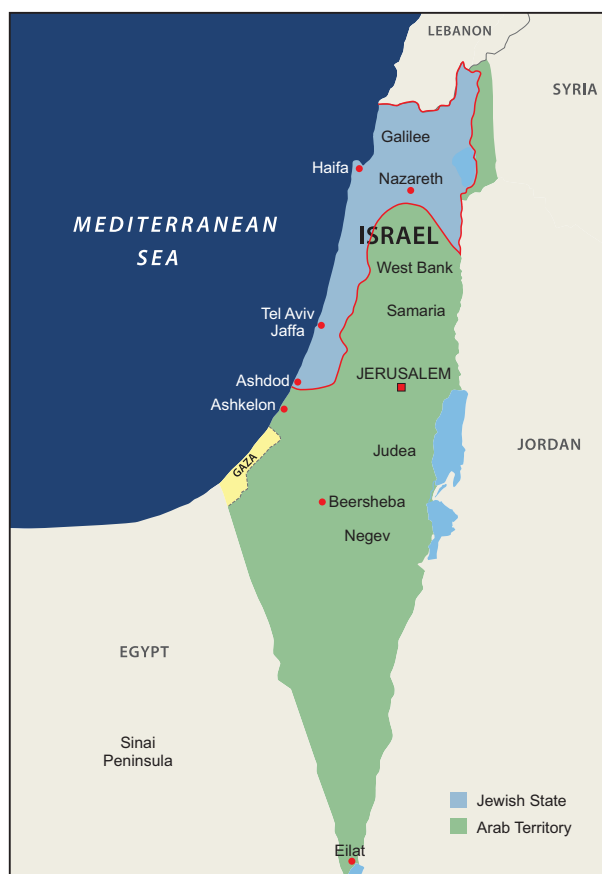 LEBANON
SYRIA
Galilee
Haifa
Nazareth
MEDITERRANEAN
SEA
ISRAEL
West Bank
Samaria
Tel Aviv
Jaffa
JERUSALEM
Ashdod
Ashkelon
GAZA
Judea
JORDAN
Beersheba
Negev
EGYPT
Sinai
Peninsula
Jewish State
Arab Territory
Eilat